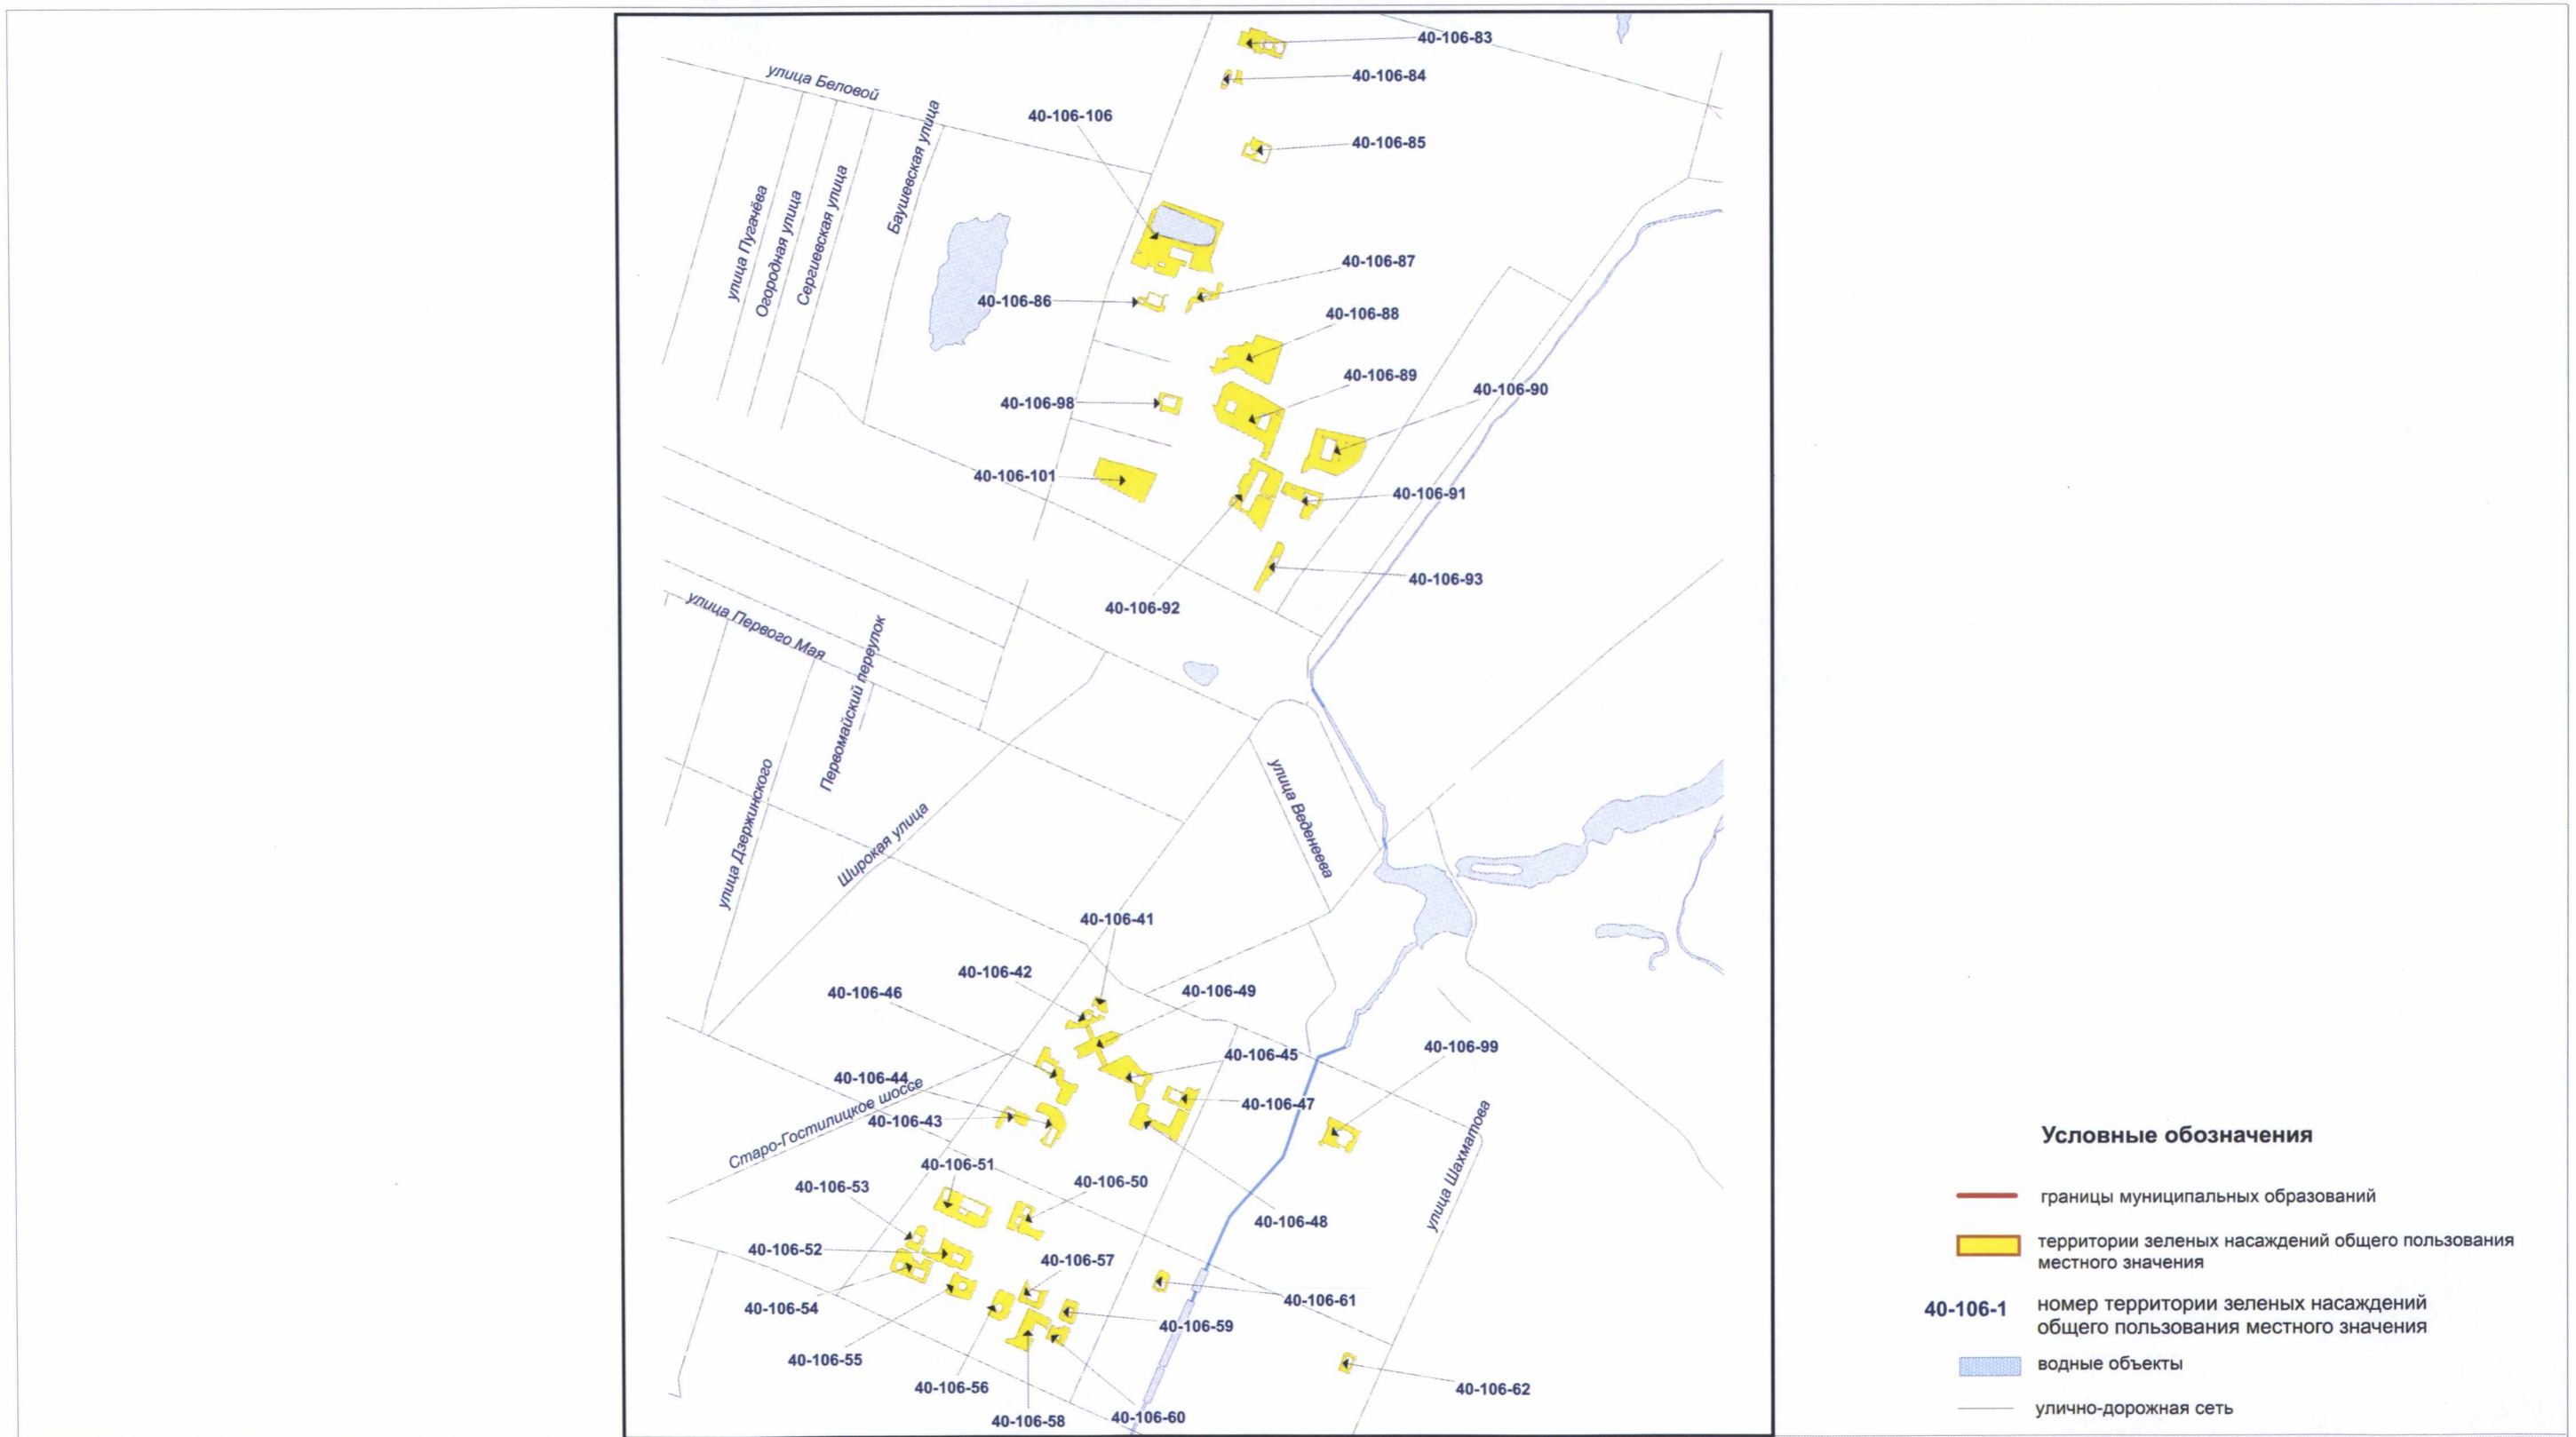 40-106-83
улица Беловой
40-106-84
Баушевская улица
40-106-106
40-106-85
улица Пугачёва
Огородная улица
Сергиевская улица
40-106-87
40-106-86
40-106-88
40-106-89
40-106-90
40-106-98
40-106-101
40-106-91
40-106-93
40-106-92
улица Первого Мая
Первомайский переулок
улица Дзержинского
Широкая улица
улица Веденеева
40-106-41
40-106-42
40-106-46
40-106-49
40-106-99
40-106-45
40-106-44
40-106-47
Старо-Гостилицкое шоссе
40-106-43
улица Шахматова
40-106-51
40-106-50
40-106-53
40-106-48
40-106-52
40-106-57
40-106-54
40-106-61
40-106-59
40-106-55
40-106-56
40-106-62
40-106-58
40-106-60
Условные обозначения
границы муниципальных образований
территории зеленых насаждений общего пользования
местного значения
40-106-1 номер территории зеленых насаждений
общего пользования местного значения
водные объекты
улично-дорожная сеть